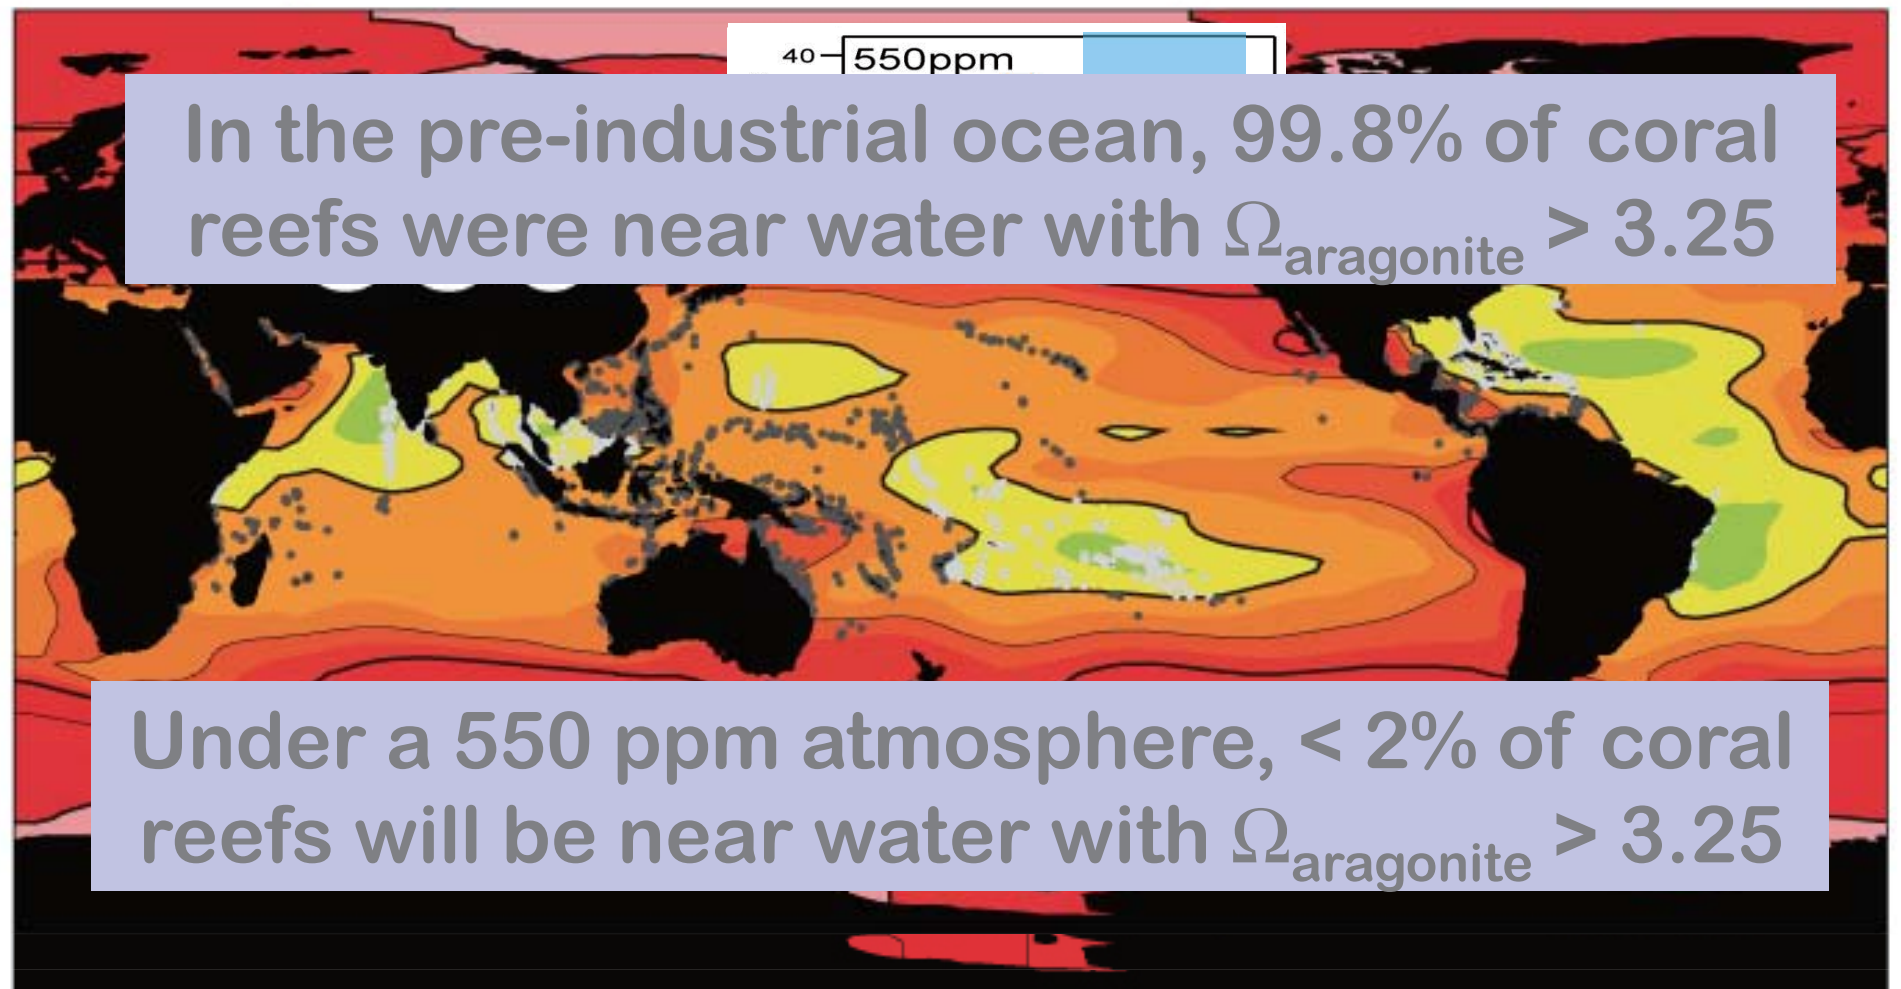 40
550ppm
In the pre-industrial ocean, 99.8% of coral
reefs were near water with Ωaragonite > 3.25
Under a 550 ppm atmosphere, < 2% of coral
reefs will be near water with Ωaragonite > 3.25